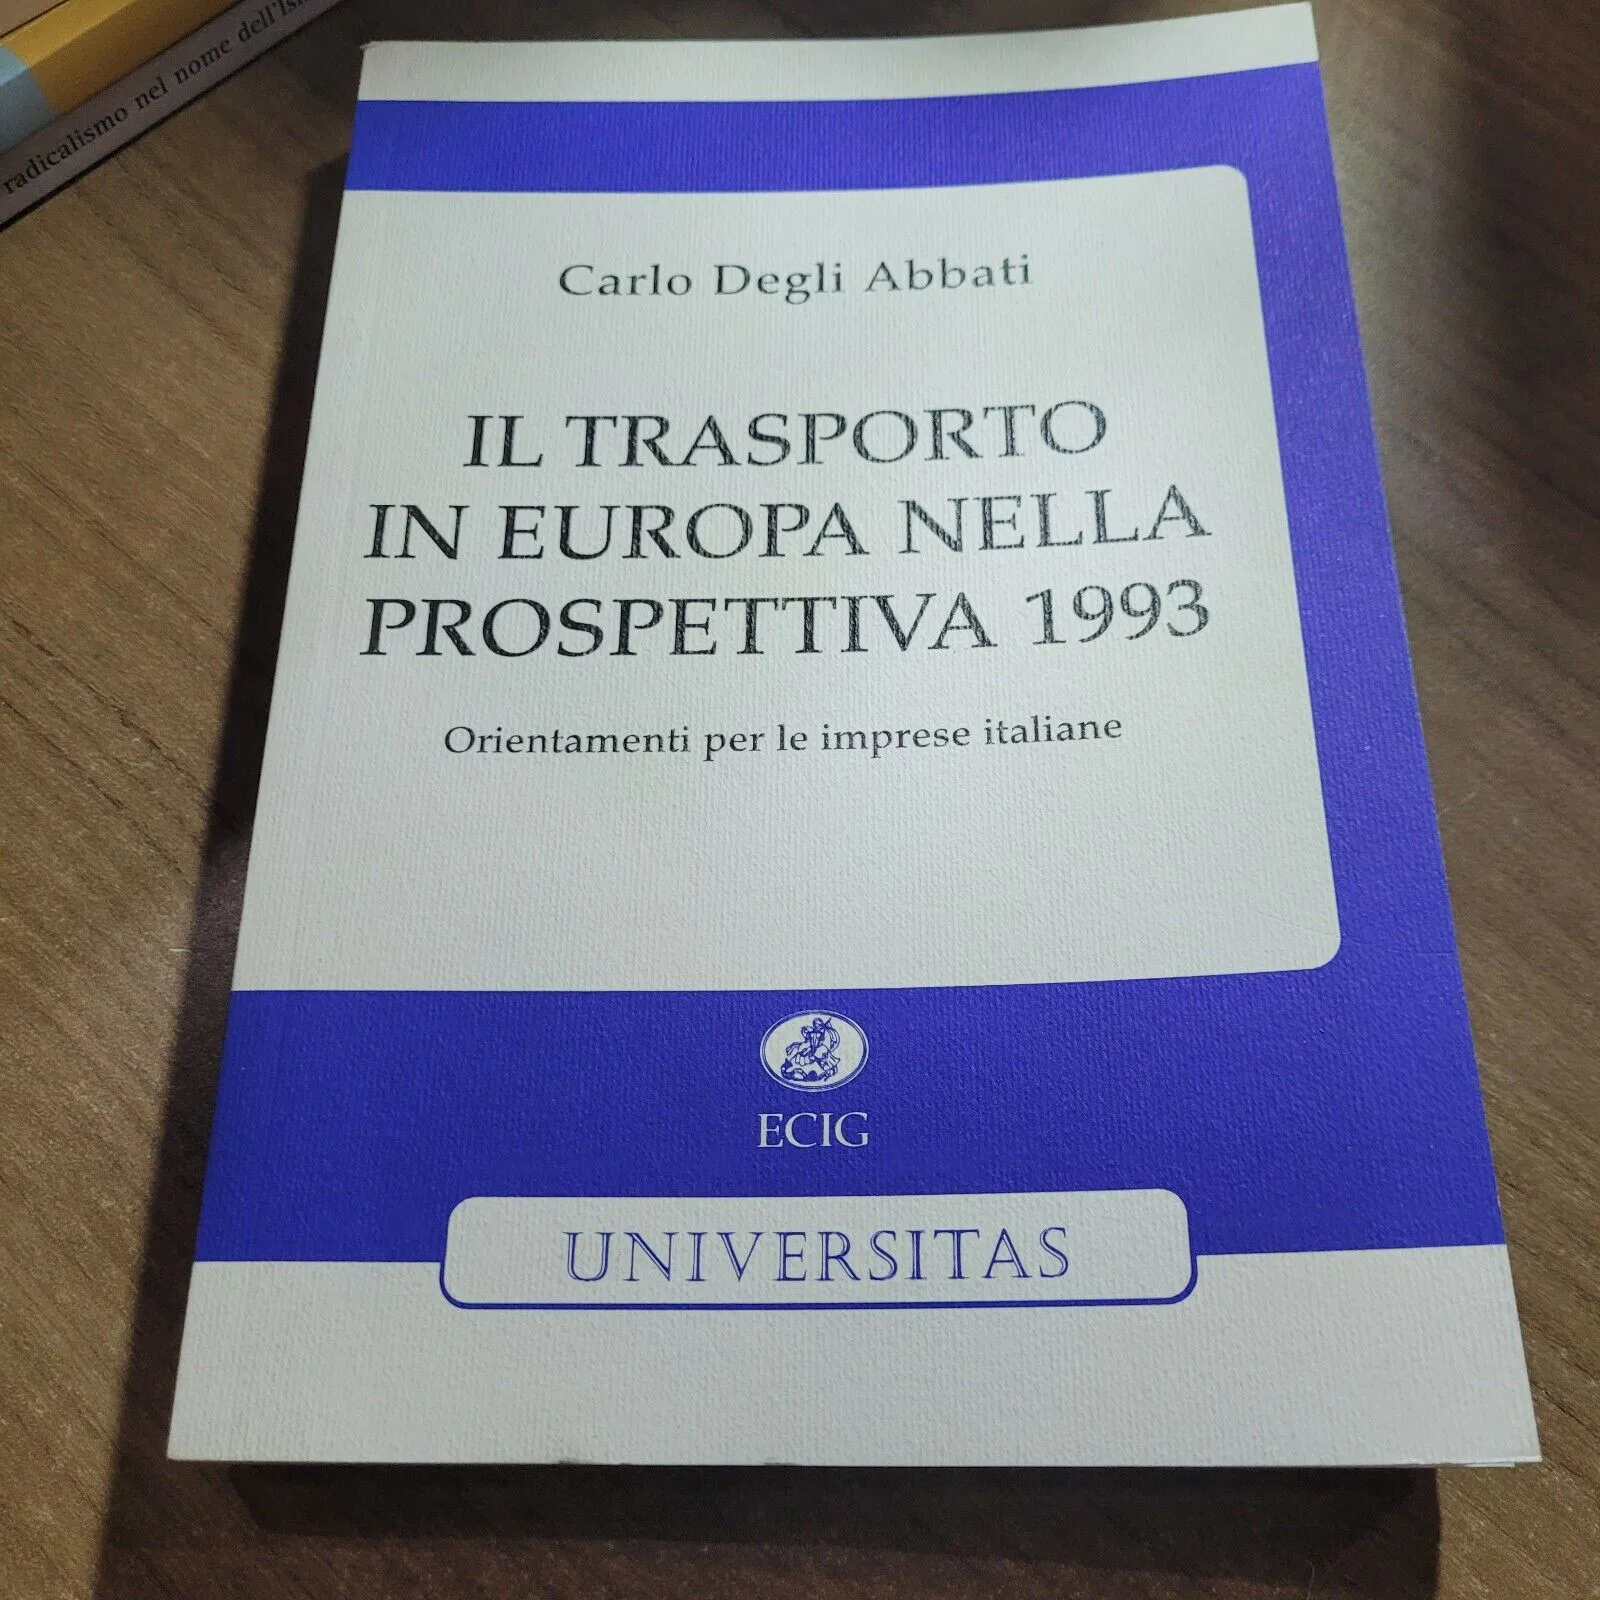 radicalismo nel nome dell'Is
Carlo Degli Abbati
IL TRASPORTO
IN EUROPA NELLA
PROSPETTIVA 1993
Orientamenti per le imprese italiane
ECIG
UNIVERSITAS